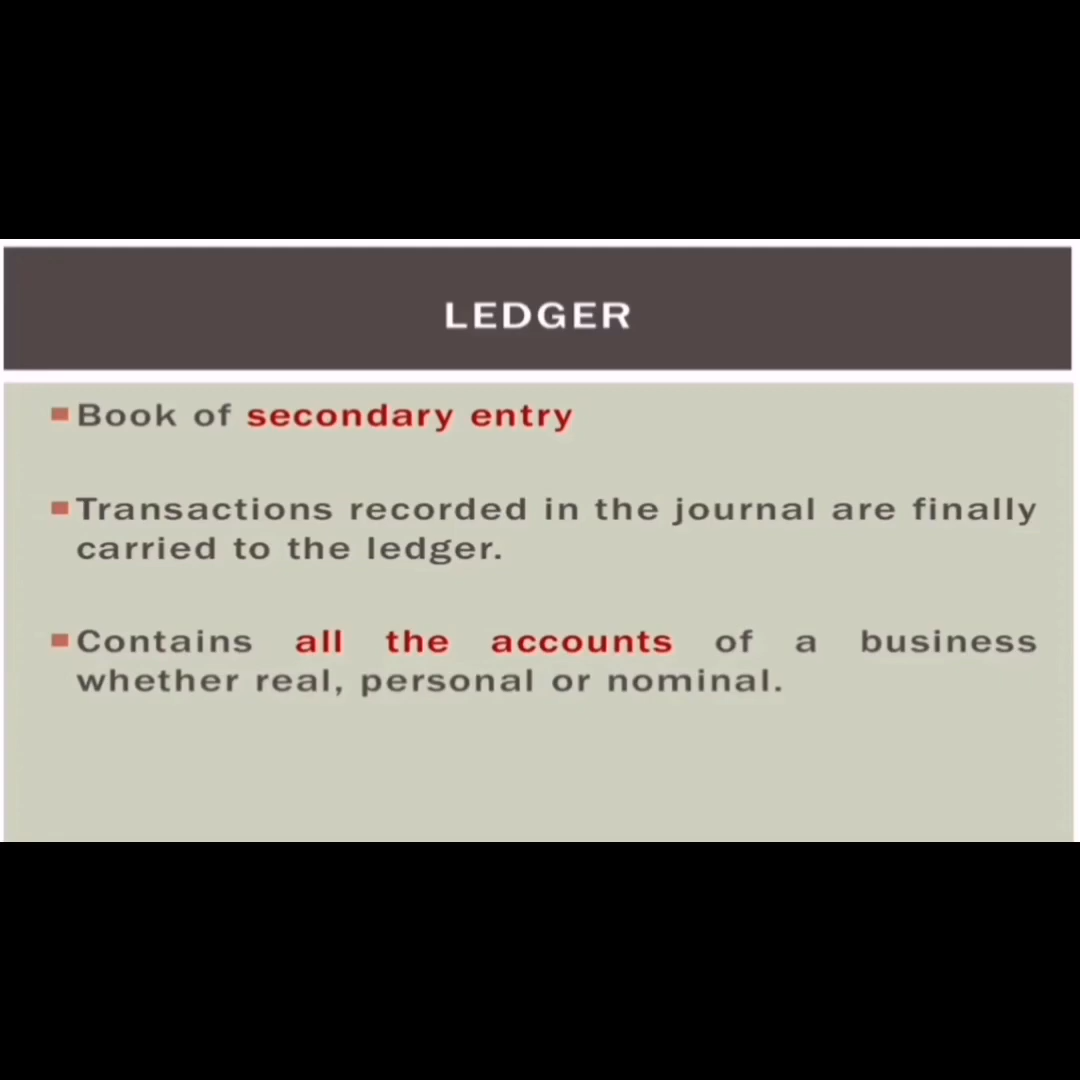 LEDGER
Book of secondary entry
Transactions recorded in the journal are finally
carried to the ledger.
Contains all the accounts of a business
whether real, personal or nominal.